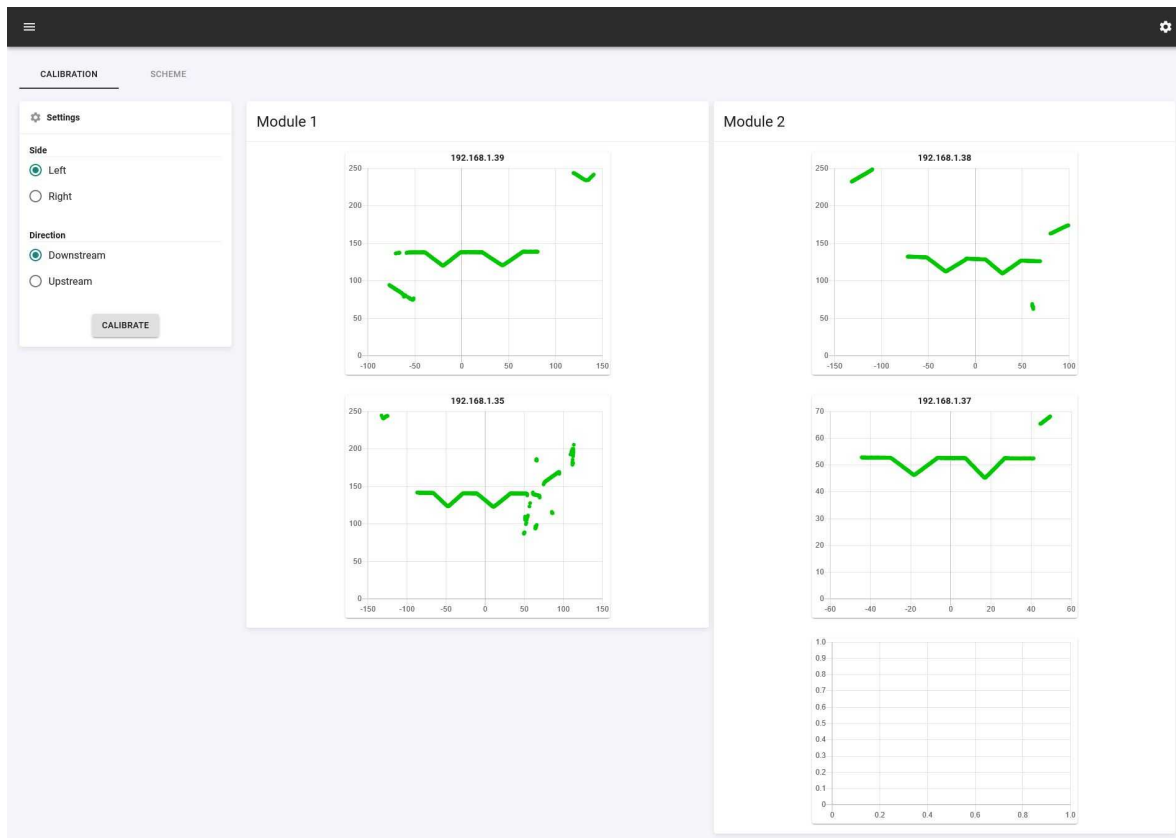 CALIBRATION SCHEME
Settings
Side
Left
Right
Direction
Downstream
Upstream
CALIBRATE
Module 1
192.168.1.39
250
200
150
100
50
0
-100 -50 0 50 100 150
192.168.1.35
250
200
150
100
50
0
-150 -100 -50 0 50 100 150
Module 2
192.168.1.38
250
200
150
100
50
0
-150 -100 -50 0 50 100
192.168.1.37
70
60
50
40
30
20
10
0
-60 -40 -20 0 20 40 60
1.0
0.9
0.8
0.7
0.6
0.5
0.4
0.3
0.2
0.1
0
0 0.2 0.4 0.6 0.8 1.0